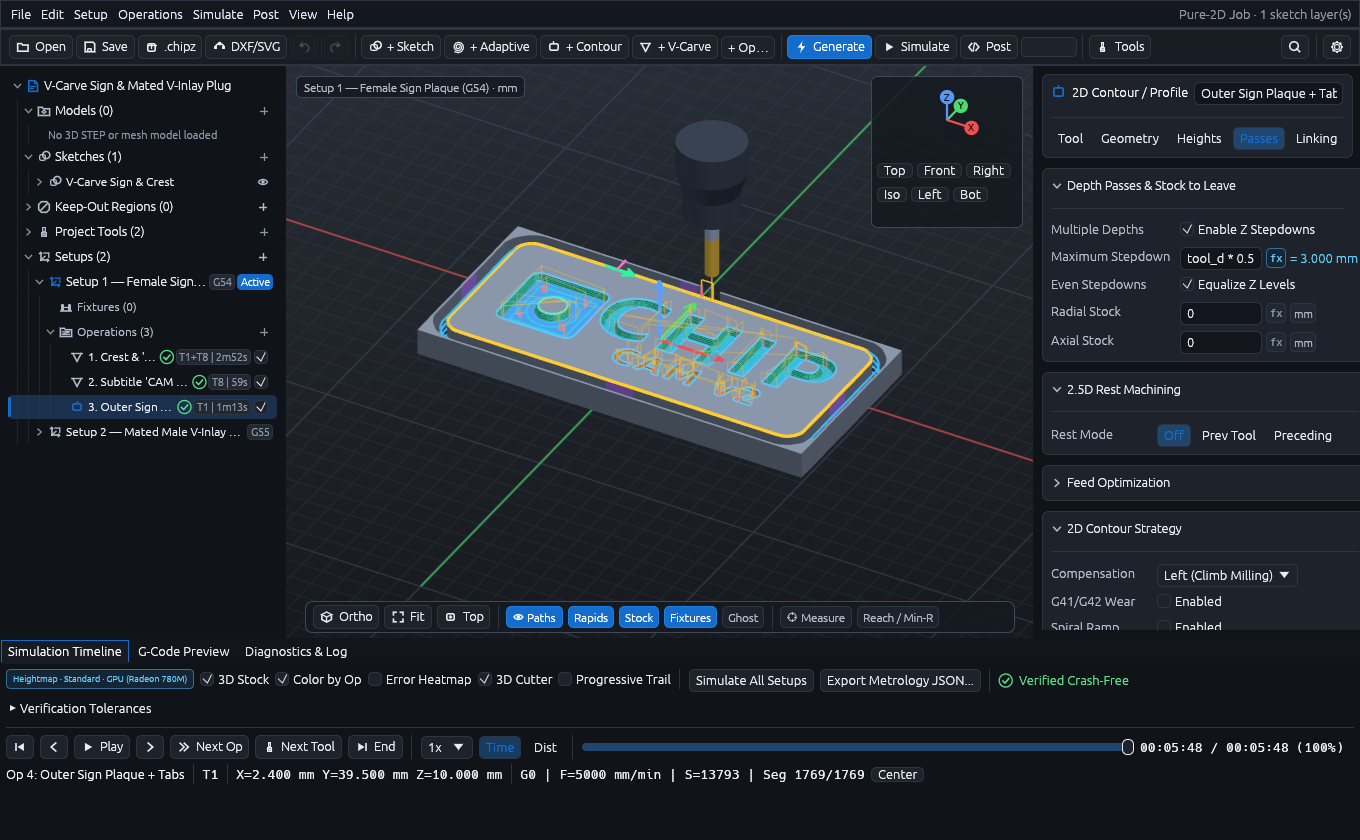 File Edit Setup Operations Simulate Post View Help
Pure-2D Job · 1 sketch layer(s)
Open Save .chipz DXF/SVG + Sketch + Adaptive + Contour + V-Carve + Op... Generate Simulate Post Tools
V-Carve Sign & Mated V-Inlay Plug
Models (0) +
No 3D STEP or mesh model loaded
Sketches (1) +
V-Carve Sign & Crest
Keep-Out Regions (0) +
Project Tools (2) +
Setups (2) +
Setup 1 — Female Sign... G54 Active
Fixtures (0)
Operations (3) +
1. Crest & '... T1+T8 | 2m52s
2. Subtitle 'CAM ... T8 | 59s
3. Outer Sign ... T1 | 1m13s
Setup 2 — Mated Male V-Inlay ... G55
Setup 1 — Female Sign Plaque (G54) · mm
Z
Y
X
Top Front Right
Iso Left Bot
CHIP
Ortho Fit Top Paths Rapids Stock Fixtures Ghost Measure Reach / Min-R
2D Contour / Profile Outer Sign Plaque + Tab
Tool Geometry Heights Passes Linking
Depth Passes & Stock to Leave
Multiple Depths Enable Z Stepdowns
Maximum Stepdown tool_d * 0.5 fx = 3.000 mm
Even Stepdowns Equalize Z Levels
Radial Stock 0 fx mm
Axial Stock 0 fx mm
2.5D Rest Machining
Rest Mode Off Prev Tool Preceding
Feed Optimization
2D Contour Strategy
Compensation Left (Climb Milling)
G41/G42 Wear Enabled
Spiral Ramp Enabled
Simulation Timeline G-Code Preview Diagnostics & Log
Heightmap · Standard · GPU (Radeon 780M) 3D Stock Color by Op Error Heatmap 3D Cutter Progressive Trail Simulate All Setups Export Metrology JSON... Verified Crash-Free
Verification Tolerances
Play Next Op Next Tool End 1x Time Dist 00:05:48 / 00:05:48 (100%)
Op 4: Outer Sign Plaque + Tabs T1 X=2.400 mm Y=39.500 mm Z=10.000 mm G0 | F=5000 mm/min | S=13793 | Seg 1769/1769 Center